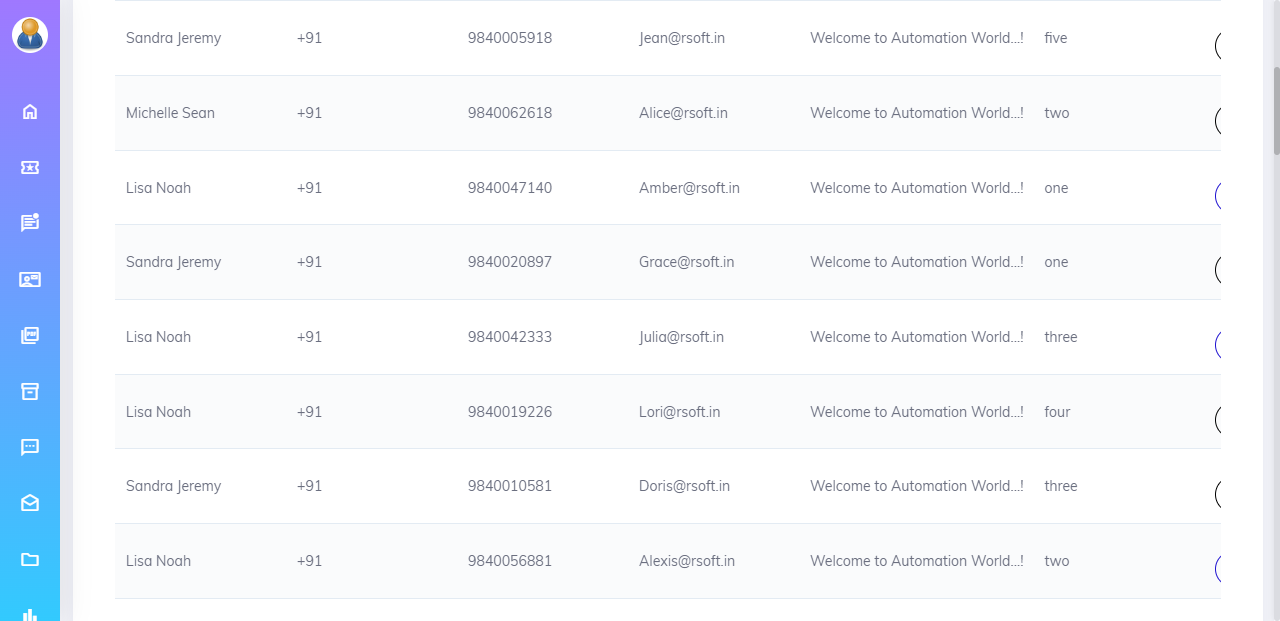 Sandra Jeremy +91 9840005918 Jean@rsoft.in Welcome to Automation World...! five
Michelle Sean +91 9840062618 Alice@rsoft.in Welcome to Automation World...! two
Lisa Noah +91 9840047140 Amber@rsoft.in Welcome to Automation World...! one
Sandra Jeremy +91 9840020897 Grace@rsoft.in Welcome to Automation World...! one
Lisa Noah +91 9840042333 Julia@rsoft.in Welcome to Automation World...! three
Lisa Noah +91 9840019226 Lori@rsoft.in Welcome to Automation World...! four
Sandra Jeremy +91 9840010581 Doris@rsoft.in Welcome to Automation World...! three
Lisa Noah +91 9840056881 Alexis@rsoft.in Welcome to Automation World...! two